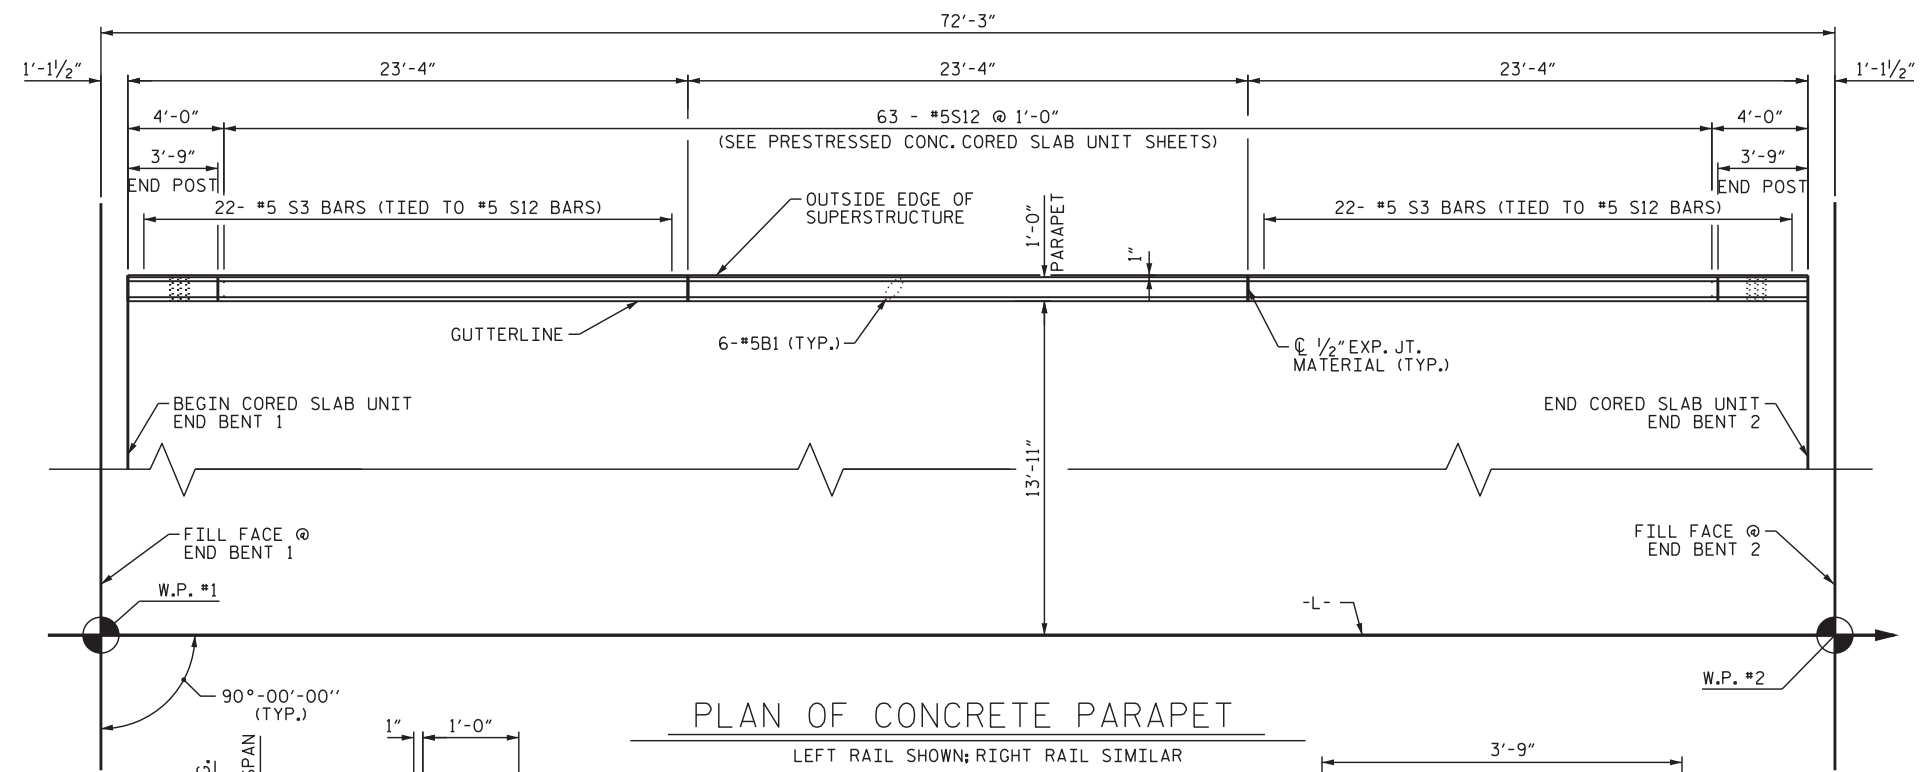 72'-3"
1'-1½"
23'-4"
23'-4"
23'-4"
1'-1½"
4'-0"
63 - #5S12 @ 1'-0"
4'-0"
(SEE PRESTRESSED CONC. CORED SLAB UNIT SHEETS)
3'-9"
END POST
3'-9"
END POST
22- #5 S3 BARS (TIED TO #5 S12 BARS)
OUTSIDE EDGE OF
SUPERSTRUCTURE
1'-0"
PARAPET
1"
22- #5 S3 BARS (TIED TO #5 S12 BARS)
GUTTERLINE
6-#5B1 (TYP.)
℄ ½" EXP. JT.
MATERIAL (TYP.)
BEGIN CORED SLAB UNIT
END BENT 1
END CORED SLAB UNIT
END BENT 2
13'-11"
FILL FACE @
END BENT 1
FILL FACE @
END BENT 2
W.P. #1
-L-
W.P. #2
90°-00'-00''
(TYP.)
PLAN OF CONCRETE PARAPET
LEFT RAIL SHOWN; RIGHT RAIL SIMILAR
1"
1'-0"
SPAN
3'-9"